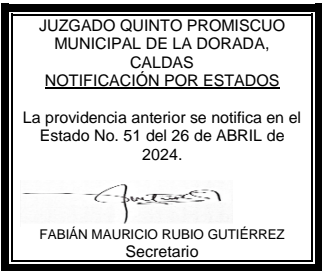 JUZGADO QUINTO PROMISCUO
MUNICIPAL DE LA DORADA,
CALDAS
NOTIFICACIÓN POR ESTADOS
La providencia anterior se notifica en el
Estado No. 51 del 26 de ABRIL de
2024.
FABIÁN MAURICIO RUBIO GUTIÉRREZ
Secretario